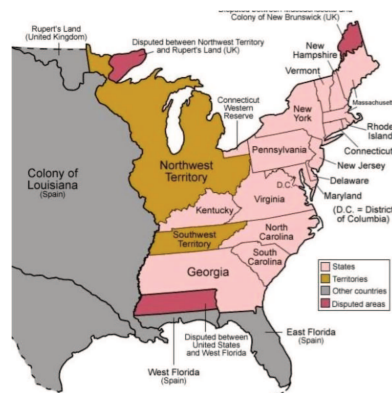 Colony of New Brunswick (UK)
Rupert's Land
(United Kingdom)
Disputed between Northwest Territory
and Rupert's Land (UK)
New
Hampshire
Vermont
Massachuset
Connecticut
Western
Reserve
New
York
Rhode
Island
Connecticut
Pennsylvania
New Jersey
Northwest
Territory
Colony of
Louisiana
(Spain)
D.C.
Delaware
Maryland
(D.C. = District
of Columbia)
Virginia
Kentucky
Southwest
Territory
North
Carolina
South
Carolina
Georgia
States
Territories
Other countries
Disputed areas
Disputed between
United States
and West Florida
East Florida
(Spain)
West Florida
(Spain)